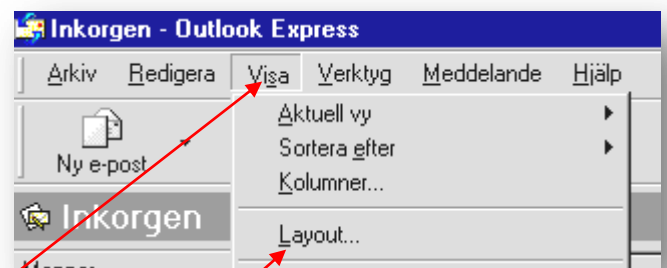 Inkorgen - Outlook Express
Arkiv Redigera Visa Verktyg Meddelande Hjälp
Aktuell vy
Sortera efter
Ny e-post
Kolumner...
Inkorgen
Layout...